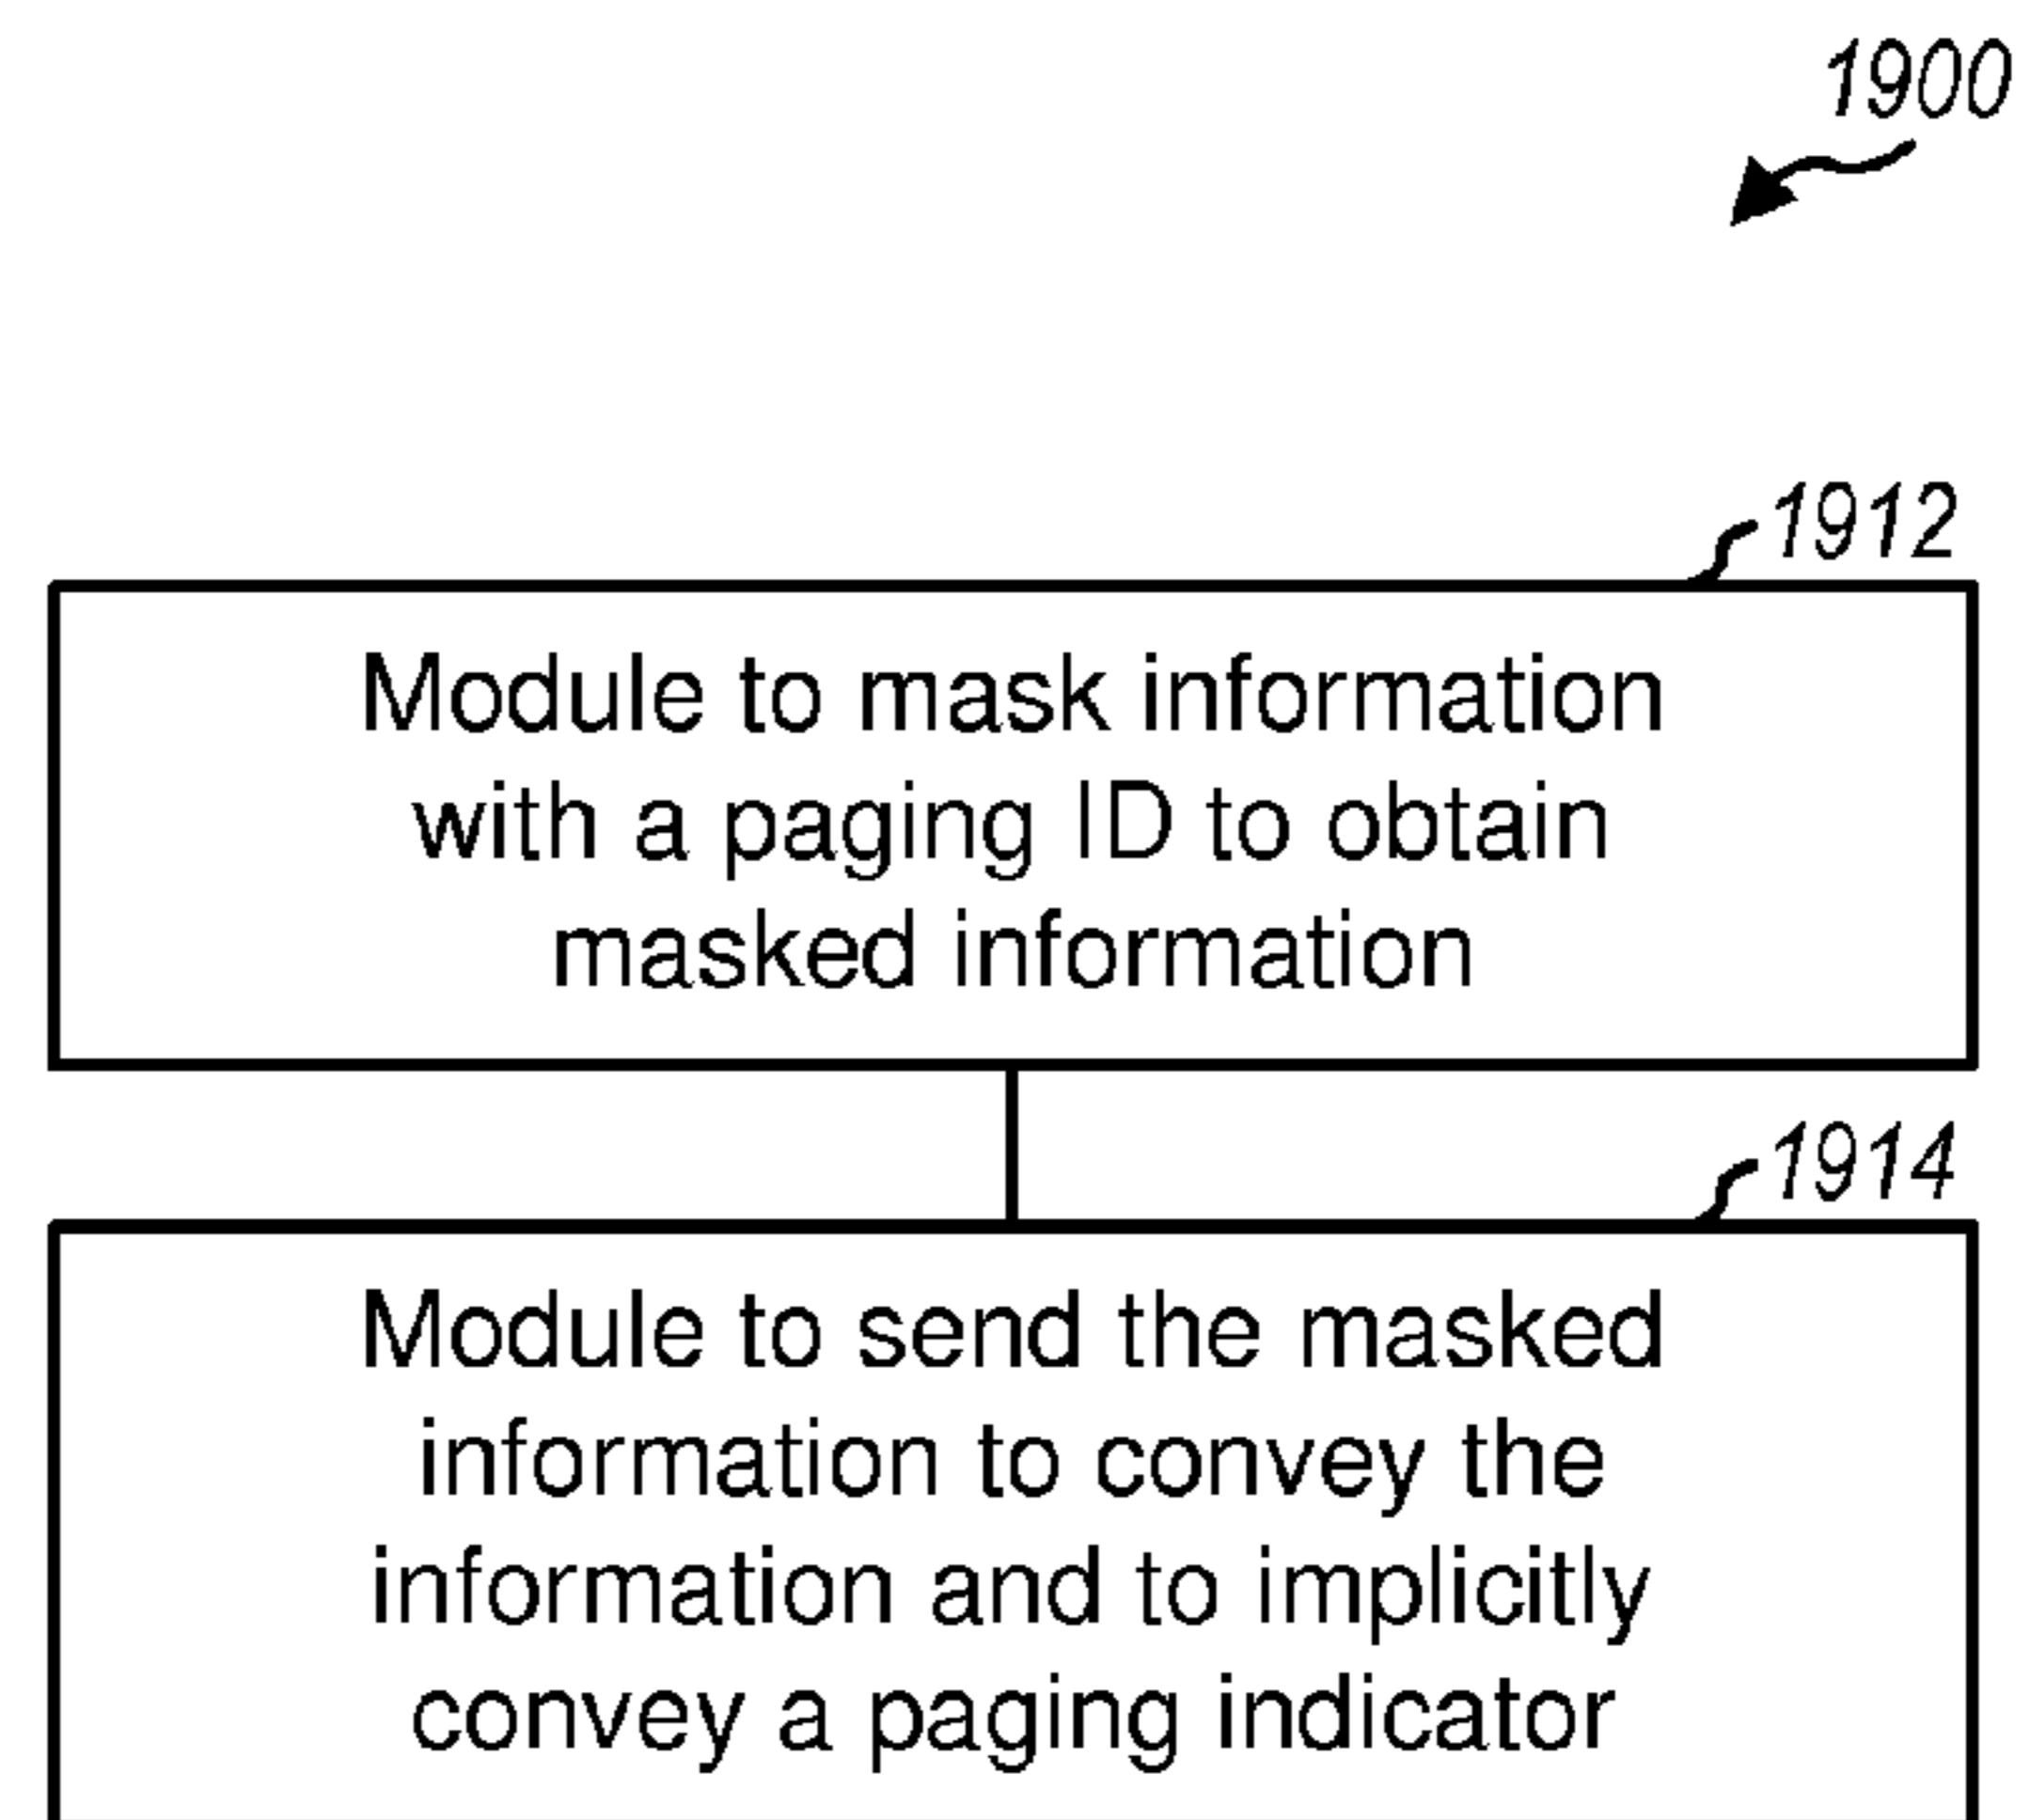 1900
1912
Module to mask information
with a paging ID to obtain
masked information
1914
Module to send the masked
information to convey the
information and to implicitly
convey a paging indicator